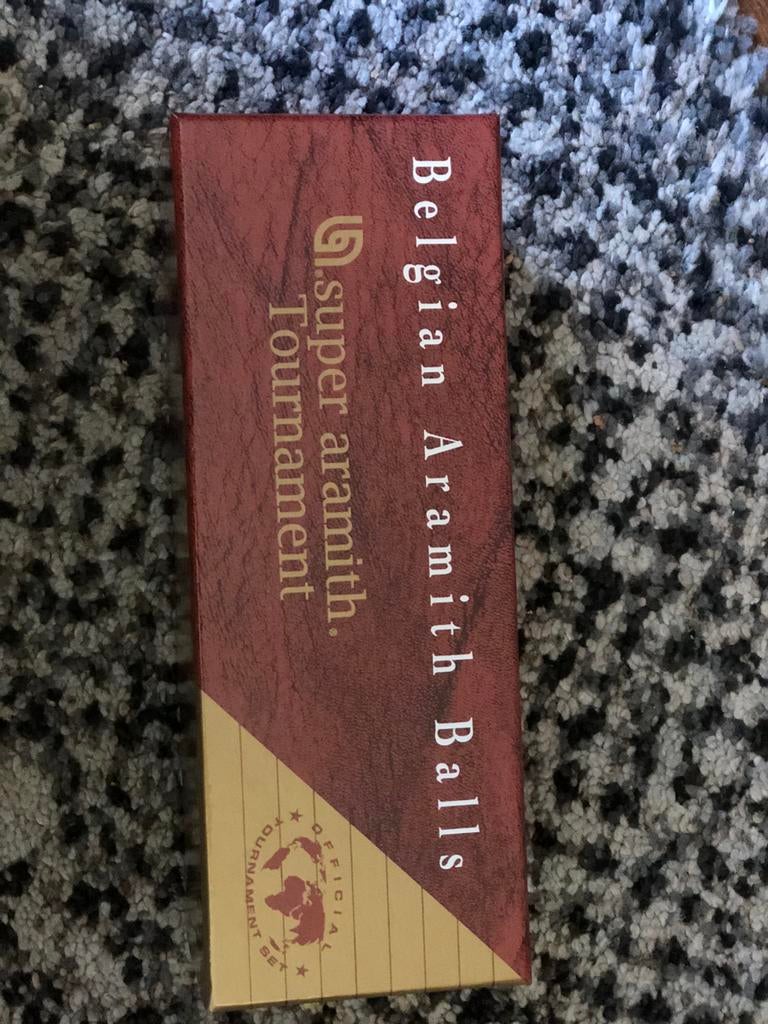 Belgian Aramith Balls
super aramith.
Tournament
OFFICIAL
TOURNAMENT SET